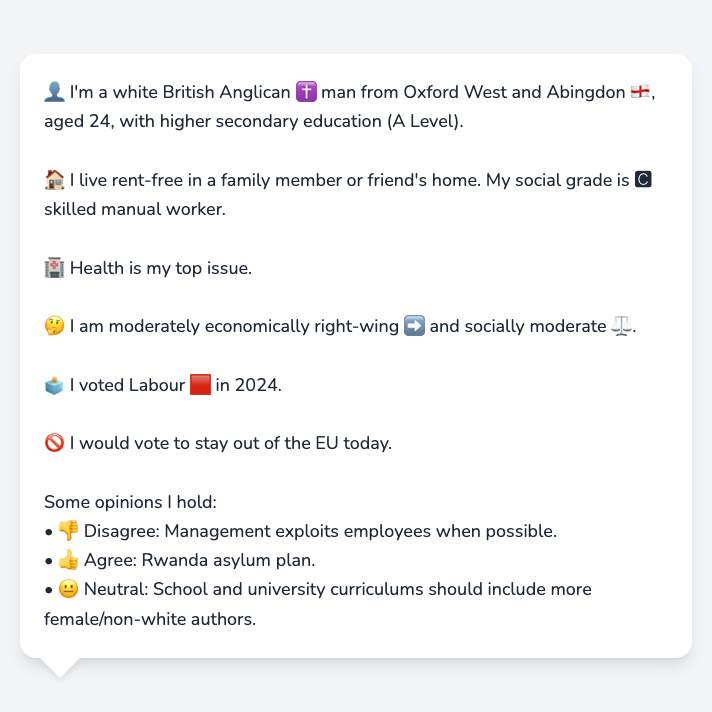 👤 I'm a white British Anglican ✝️ man from Oxford West and Abingdon 🏴󠁧󠁢󠁥󠁮󠁧󠁿,
aged 24, with higher secondary education (A Level).
🏠 I live rent-free in a family member or friend's home. My social grade is 🅲
skilled manual worker.
🏥 Health is my top issue.
🤔 I am moderately economically right-wing ➡️ and socially moderate ⚖️.
🗳️ I voted Labour 🟥 in 2024.
🚫 I would vote to stay out of the EU today.
Some opinions I hold:
• 👎 Disagree: Management exploits employees when possible.
• 👍 Agree: Rwanda asylum plan.
• 😐 Neutral: School and university curriculums should include more
female/non-white authors.